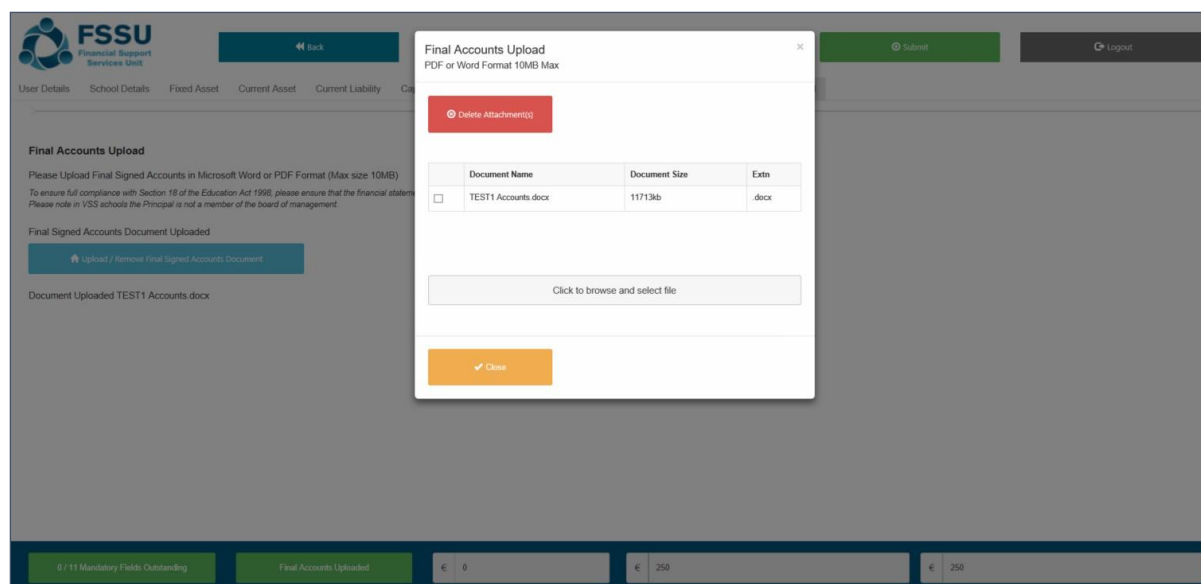 FSSU
Financial Support
Services Unit
Back
Submit
Logout
User Details School Details Fixed Asset Current Asset Current Liability
Final Accounts Upload
Please Upload Final Signed Accounts in Microsoft Word or PDF Format (Max size 10MB)
To ensure full compliance with Section 18 of the Education Act 1998, please ensure that the financial
Please note in VSS schools the Principal is not a member of the board of management
Final Signed Accounts Document Uploaded
Upload / Remove Final Signed Accounts Document
Document Uploaded TEST1 Accounts.docx
Final Accounts Upload ×
PDF or Word Format 10MB Max
Delete Attachment(s)
Document Name Document Size Extn
TEST1 Accounts.docx 11713kb .docx
Click to browse and select file
Close
0 / 11 Mandatory Fields Outstanding Final Accounts Uploaded € 0 € 250 € 250